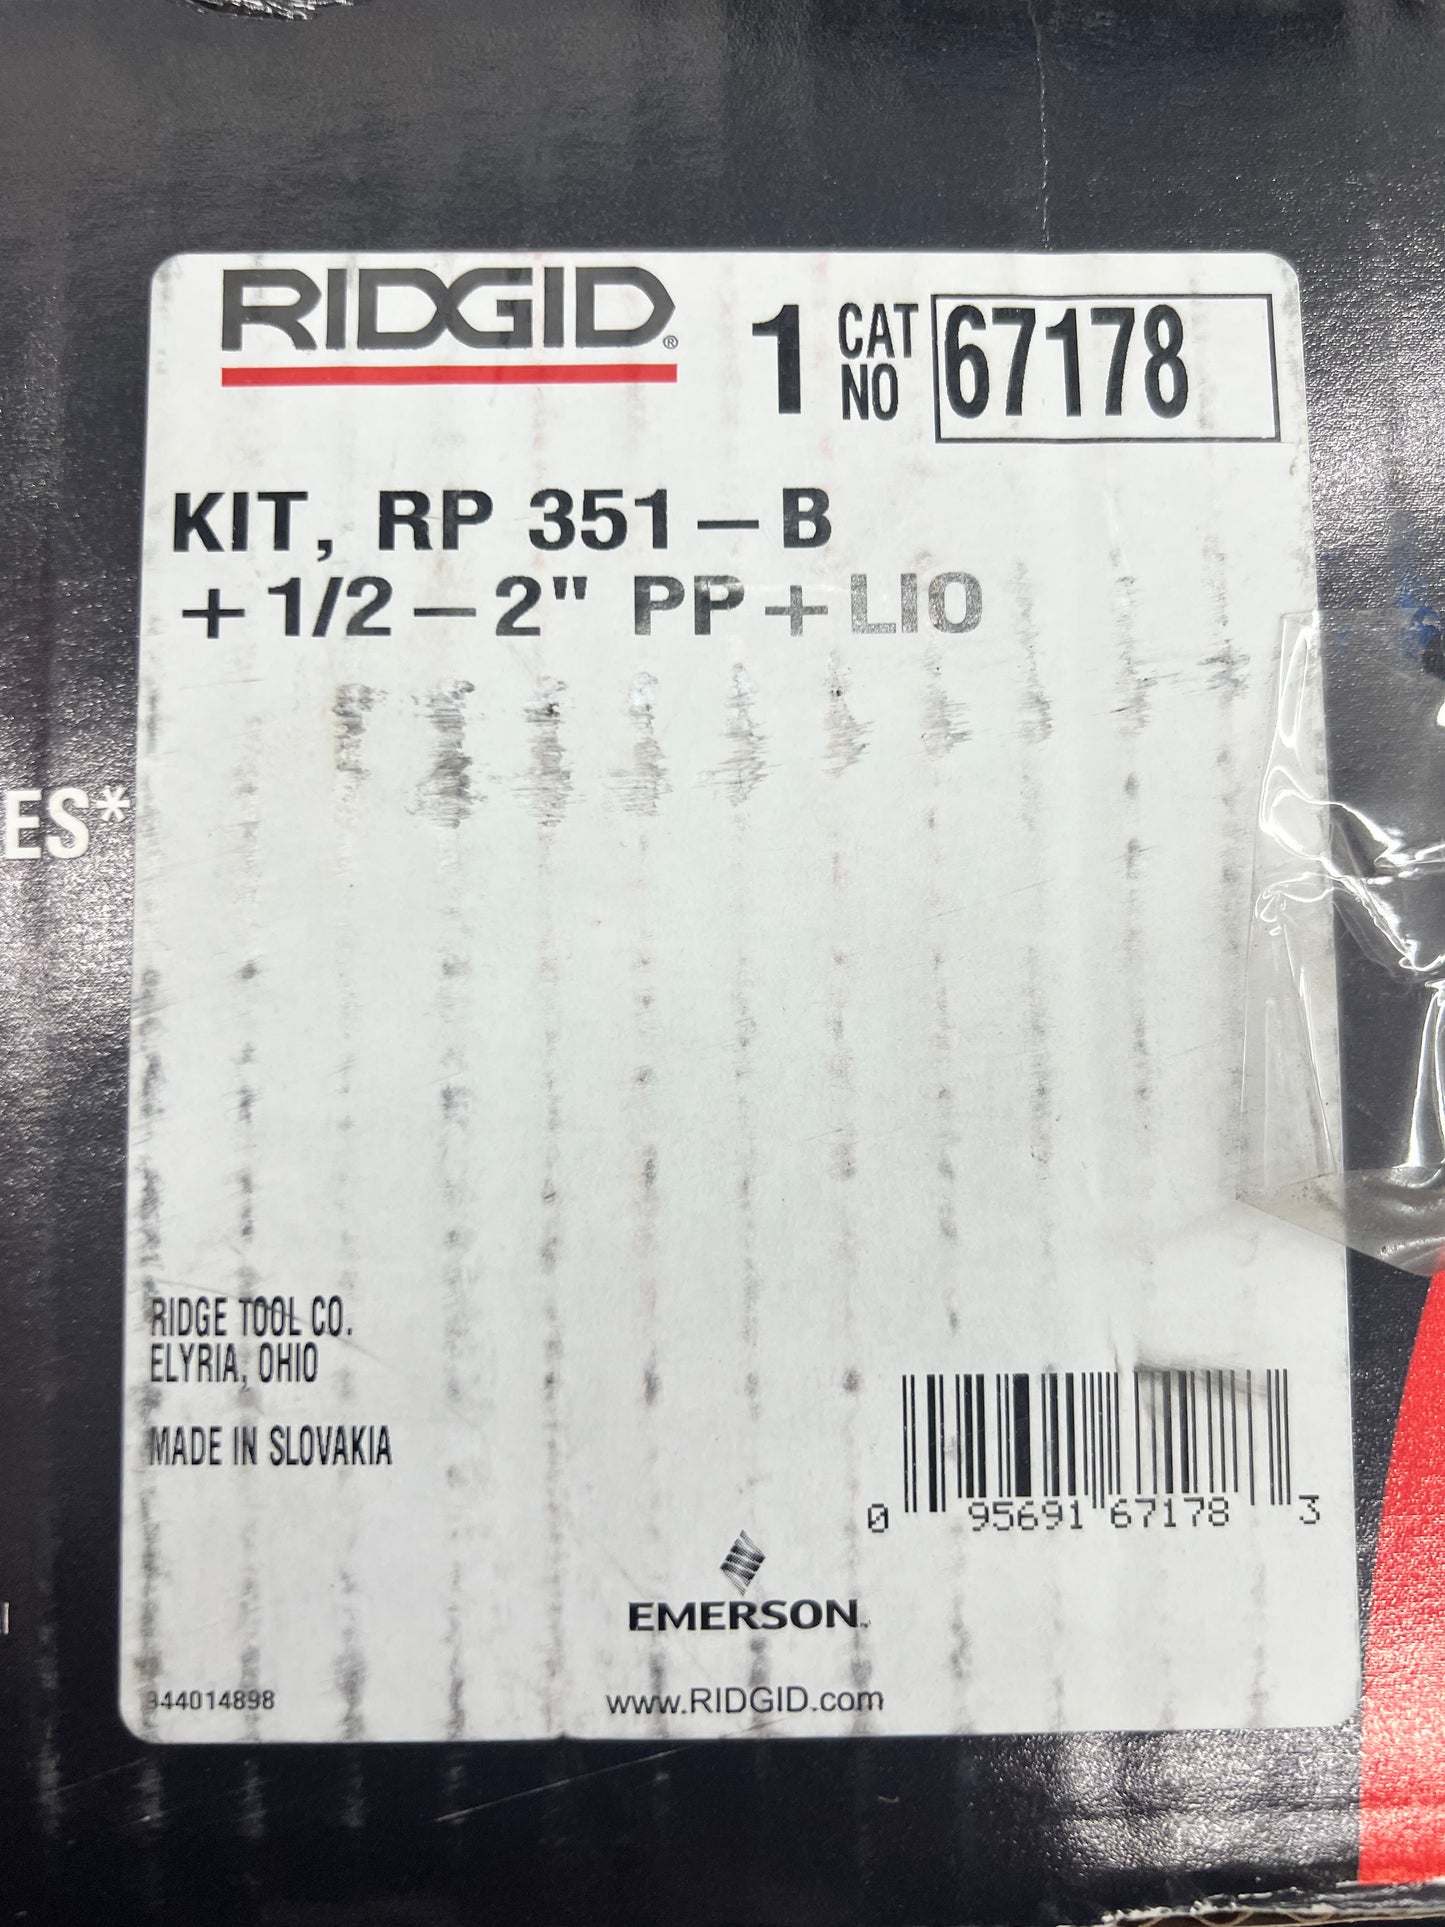 RIDGID®
1 CAT NO 67178
KIT, RP 351-B
+1/2-2" PP+LIO
ES*
RIDGE TOOL CO.
ELYRIA, OHIO
MADE IN SLOVAKIA
0 95691 67178 3
EMERSON
944014898
www.RIDGID.com